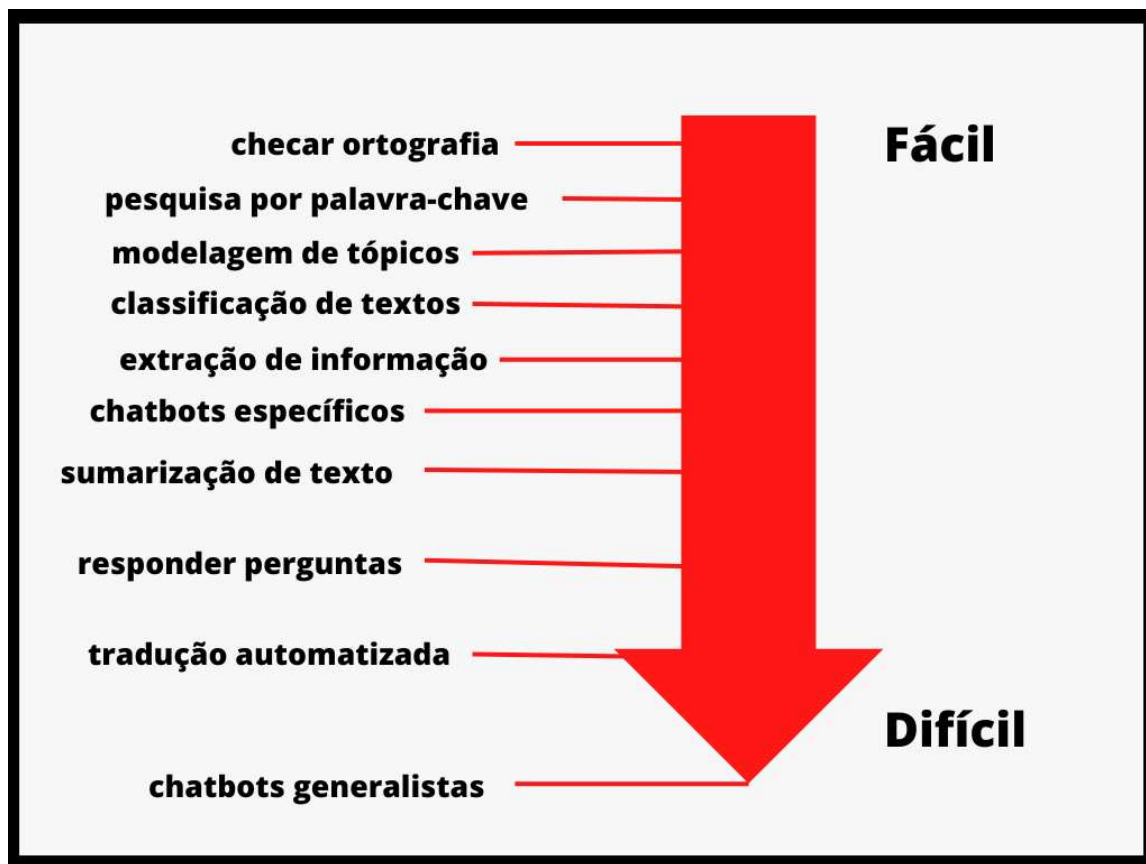 checar ortografia
Fácil
pesquisa por palavra-chave
modelagem de tópicos
classificação de textos
extração de informação
chatbots específicos
sumarização de texto
responder perguntas
tradução automatizada
Difícil
chatbots generalistas